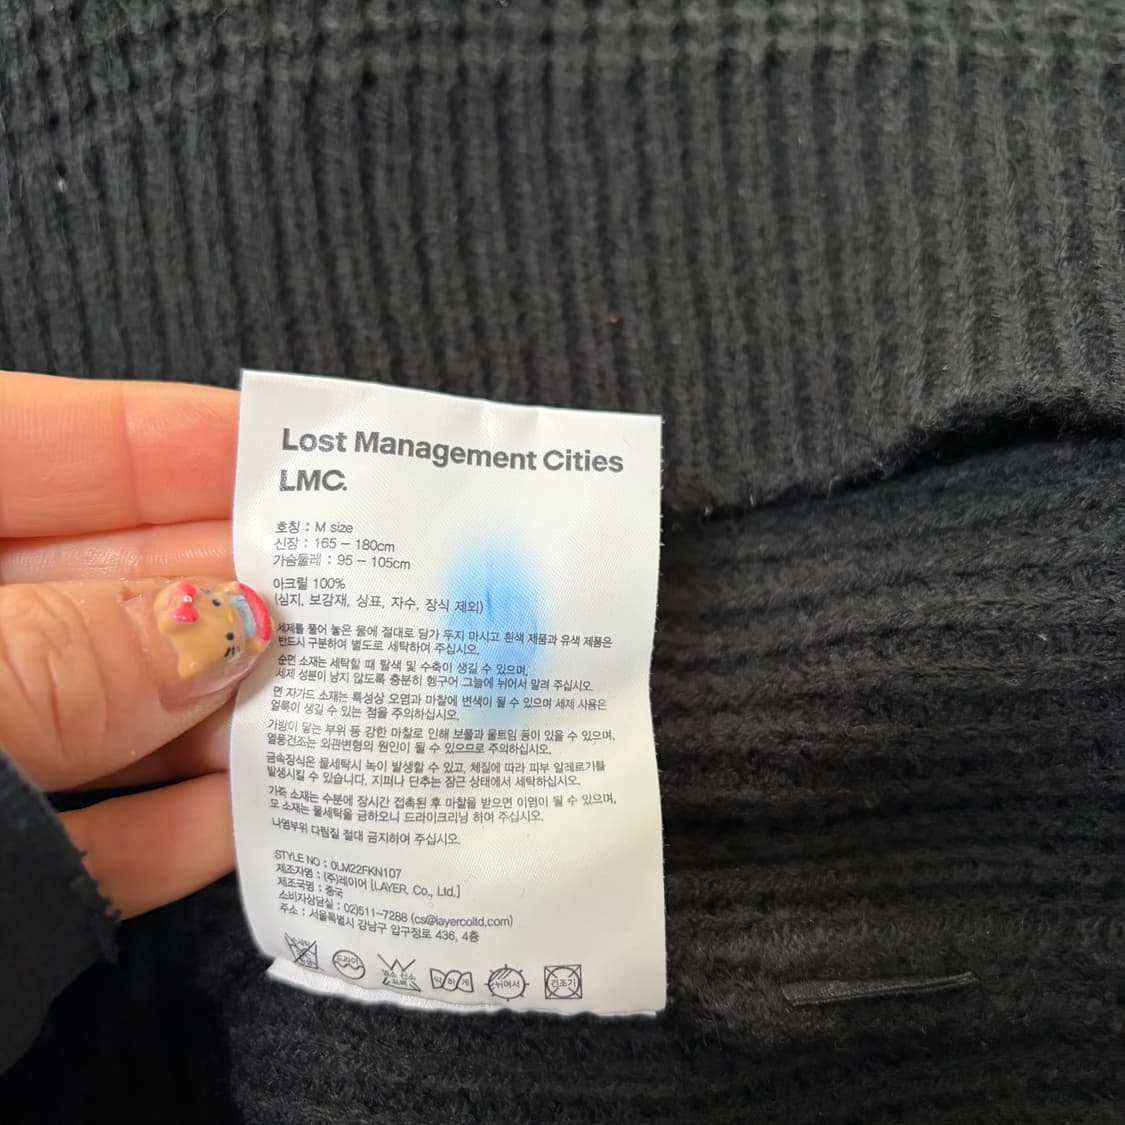 Lost Management Cities
LMC.
호칭 : M size
신장 : 165 - 180cm
가슴둘레 : 95 - 105cm
아크릴 100%
(심지, 보강재, 상표, 자수, 장식 제외)
세제를 풀어 놓은 물에 절대로 담가 두지 마시고 흰색 제품과 유색 제품은
반드시 구분하여 별도로 세탁하여 주십시오.
순면 소재는 세탁할 때 탈색 및 수축이 생길 수 있으며,
세제 성분이 남지 않도록 충분히 헹구어 그늘에 뉘어서 말려 주십시오.
면 자가드 소재는 특성상 오염과 마찰에 변색이 될 수 있으며 세제 사용은
얼룩이 생길 수 있는 점을 주의하십시오.
가방이 닿는 부위 등 강한 마찰로 인해 보풀과 올트임 등이 있을 수 있으며,
열풍건조는 외관변형의 원인이 될 수 있으므로 주의하십시오.
금속장식은 물세탁시 녹이 발생할 수 있고, 체질에 따라 피부 알레르기를
발생시킬 수 있습니다. 지퍼나 단추는 잠근 상태에서 세탁하십시오.
가죽 소재는 수분에 장시간 접촉된 후 마찰을 받으면 이염이 될 수 있으며,
모 소재는 물세탁을 금하오니 드라이크리닝 하여 주십시오.
나염부위 다림질 절대 금지하여 주십시오.
STYLE NO : 0LM22FKN107
제조자명 : (주)레이어 [LAYER. Co., Ltd.]
제조국명 : 중국
소비자상담실 : 02)511-7288 (cs@layercoltd.com)
주소 : 서울특별시 강남구 압구정로 436, 4층
드라이
약하게
뉘어서
건조기